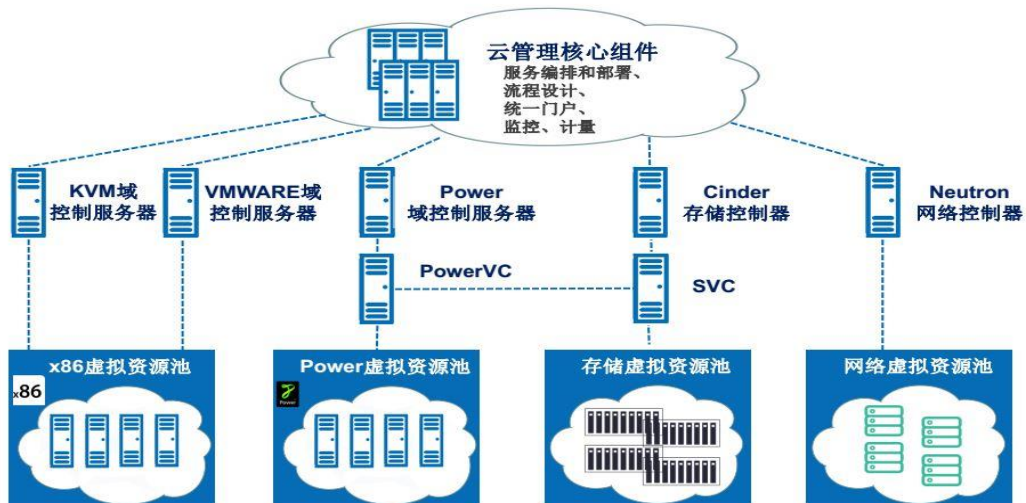 云管理核心组件
服务编排和部署、
流程设计、
统一门户、
监控、计量
KVM域
控制服务器
VMWARE域
控制服务器
Power
域控制服务器
Cinder
存储控制器
Neutron
网络控制器
PowerVC
SVC
x86虚拟资源池
x86
Power虚拟资源池
Power
存储虚拟资源池
网络虚拟资源池